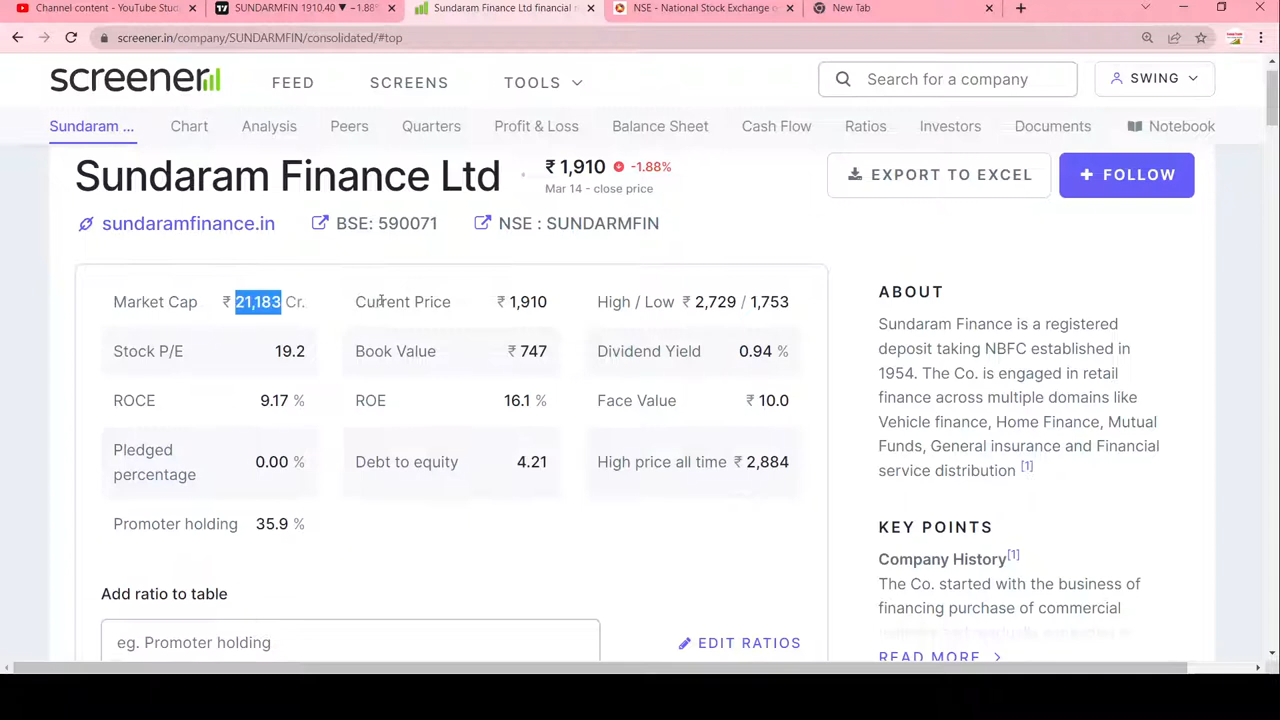 Channel content - YouTube Stud
SUNDARMFIN 1910.40 ▼ −1.88%
Sundaram Finance Ltd financial r
NSE - National Stock Exchange o
New Tab
screener.in/company/SUNDARMFIN/consolidated/#top
screener
FEED SCREENS TOOLS
Search for a company
SWING
Sundaram ... Chart Analysis Peers Quarters Profit & Loss Balance Sheet Cash Flow Ratios Investors Documents Notebook
Sundaram Finance Ltd
₹ 1,910 -1.88%
Mar 14 - close price
EXPORT TO EXCEL
+ FOLLOW
sundaramfinance.in BSE: 590071 NSE : SUNDARMFIN
Market Cap ₹ 21,183 Cr.
Current Price ₹ 1,910
High / Low ₹ 2,729 / 1,753
Stock P/E 19.2
Book Value ₹ 747
Dividend Yield 0.94 %
ROCE 9.17 %
ROE 16.1 %
Face Value ₹ 10.0
Pledged
percentage 0.00 %
Debt to equity 4.21
High price all time ₹ 2,884
Promoter holding 35.9 %
Add ratio to table
eg. Promoter holding
EDIT RATIOS
ABOUT
Sundaram Finance is a registered
deposit taking NBFC established in
1954. The Co. is engaged in retail
finance across multiple domains like
Vehicle finance, Home Finance, Mutual
Funds, General insurance and Financial
service distribution [1]
KEY POINTS
Company History[1]
The Co. started with the business of
financing purchase of commercial
READ MORE